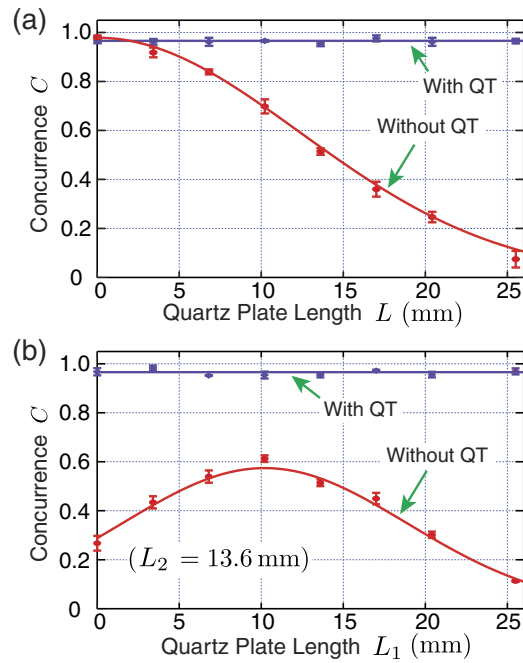 (a)
1.0
0.8
0.6
0.4
0.2
0
Concurrence C
With QT
Without QT
0 5 10 15 20 25
Quartz Plate Length L (mm)
(b)
1.0
0.8
0.6
0.4
0.2
0
Concurrence C
With QT
Without QT
(L₂ = 13.6 mm)
0 5 10 15 20 25
Quartz Plate Length L₁ (mm)